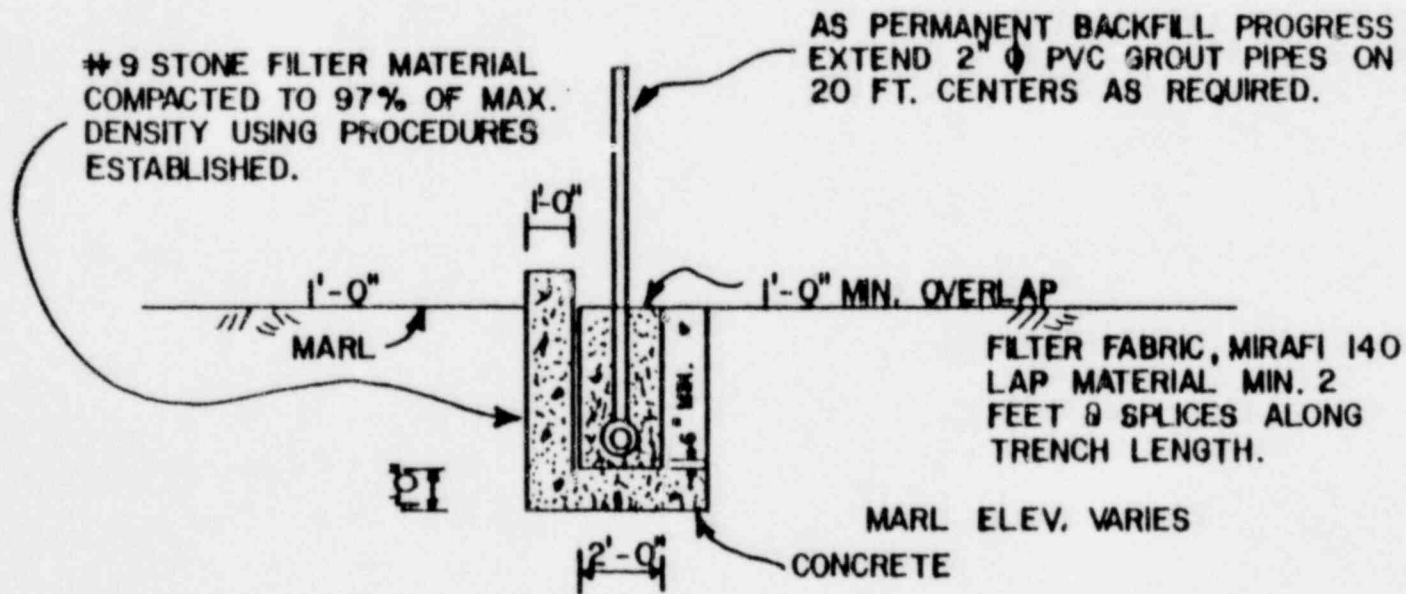 # 9 STONE FILTER MATERIAL
COMPACTED TO 97% OF MAX.
DENSITY USING PROCEDURES
ESTABLISHED.
AS PERMANENT BACKFILL PROGRESS
EXTEND 2" Φ PVC GROUT PIPES ON
20 FT. CENTERS AS REQUIRED.
1'-0"
1'-0"
1'-0" MIN. OVERLAP
MARL
6" MIN.
FILTER FABRIC, MIRAFI 140
LAP MATERIAL MIN. 2
FEET @ SPLICES ALONG
TRENCH LENGTH.
MARL ELEV. VARIES
2'-0"
CONCRETE